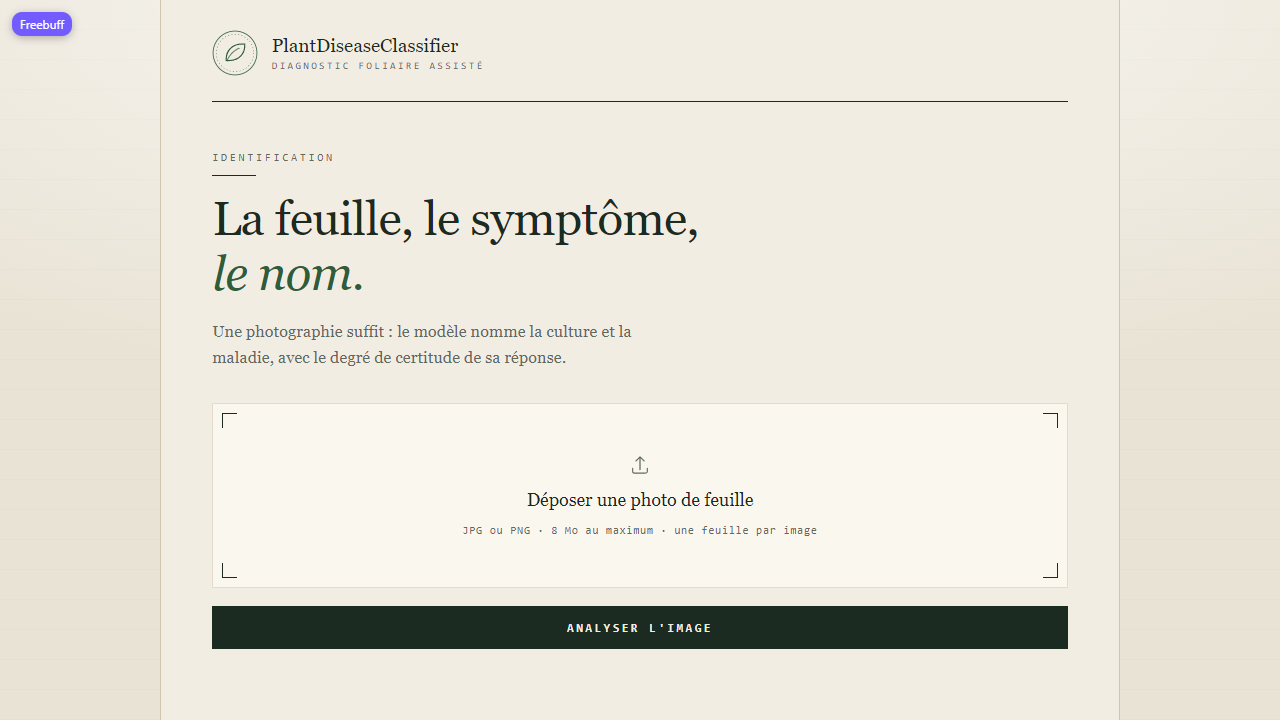 Freebuff
PlantDiseaseClassifier
DIAGNOSTIC FOLIAIRE ASSISTÉ
IDENTIFICATION
La feuille, le symptôme,
le nom.
Une photographie suffit : le modèle nomme la culture et la
maladie, avec le degré de certitude de sa réponse.
Déposer une photo de feuille
JPG ou PNG · 8 Mo au maximum · une feuille par image
ANALYSER L'IMAGE